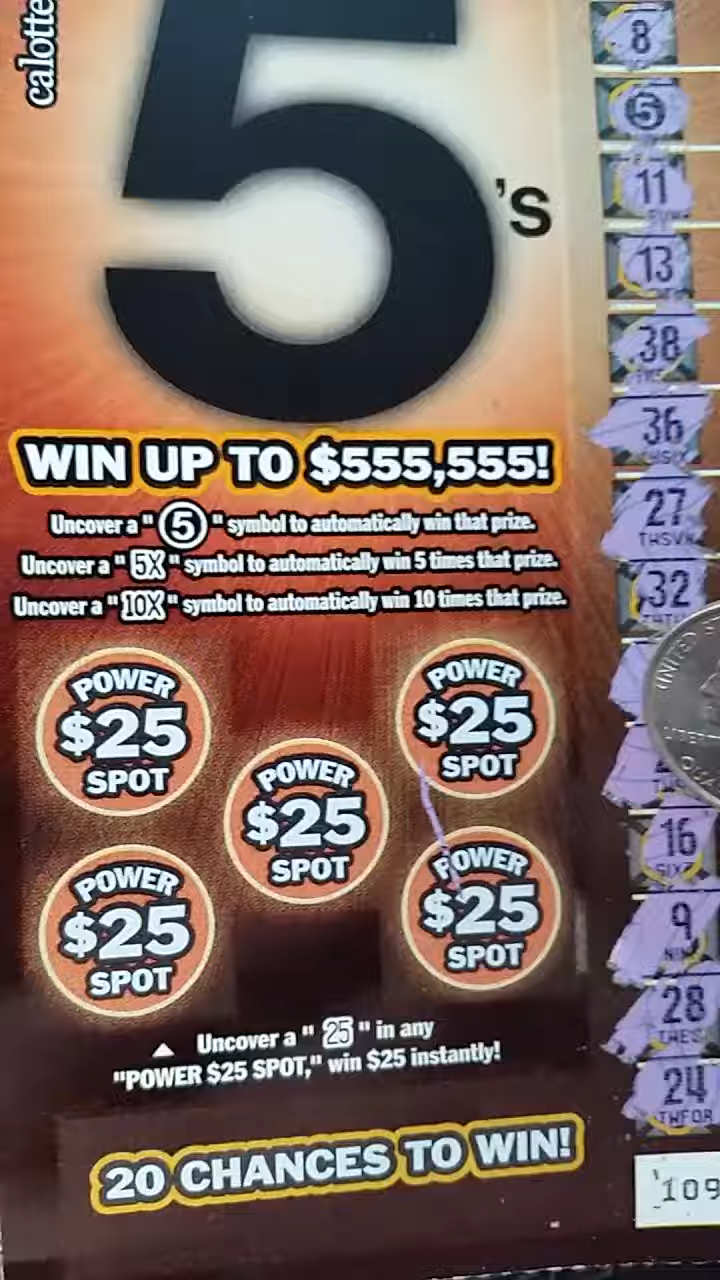 calotte
5
's
WIN UP TO $555,555!
Uncover a " 5 " symbol to automatically win that prize.
Uncover a " 5X " symbol to automatically win 5 times that prize.
Uncover a " 10X " symbol to automatically win 10 times that prize.
POWER
$25
SPOT
POWER
$25
SPOT
POWER
$25
SPOT
POWER
$25
SPOT
POWER
$25
SPOT
Uncover a " 25 " in any
"POWER $25 SPOT," win $25 instantly!
20 CHANCES TO WIN!
8
5
11
13
38
36
27
THSVN
32
UNITED
16
SIX
9
NIN
28
24
TWFOR
109